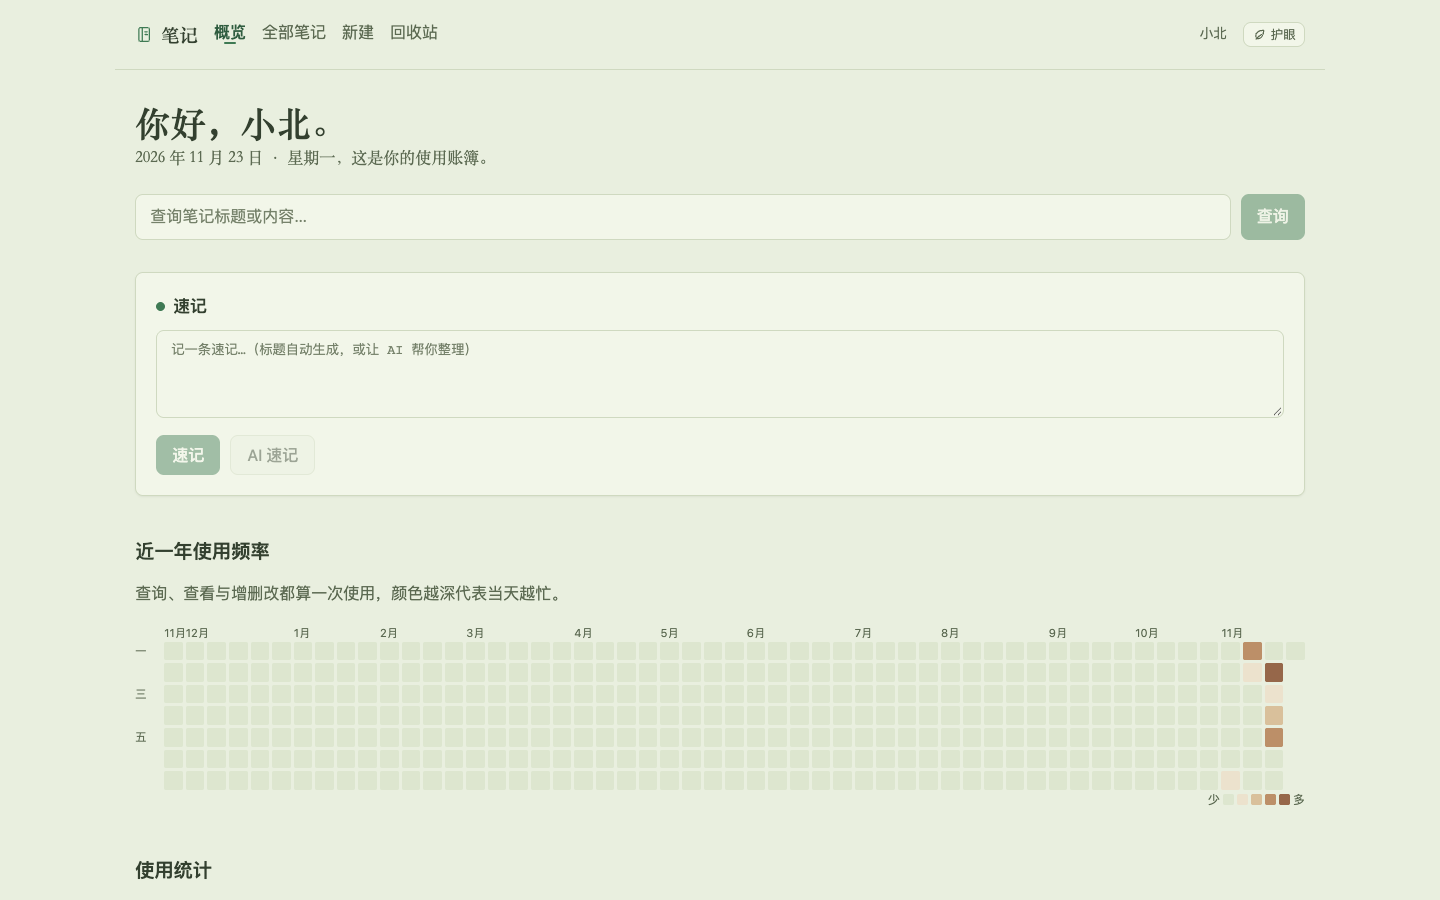 笔记 概览 全部笔记 新建 回收站 小北 护眼
你好，小北。
2026 年 11 月 23 日 · 星期一，这是你的使用账簿。
查询笔记标题或内容... 查询
速记
记一条速记…（标题自动生成，或让 AI 帮你整理）
速记 AI 速记
近一年使用频率
查询、查看与增删改都算一次使用，颜色越深代表当天越忙。
11月12月 1月 2月 3月 4月 5月 6月 7月 8月 9月 10月 11月
一
三
五
少 多
使用统计